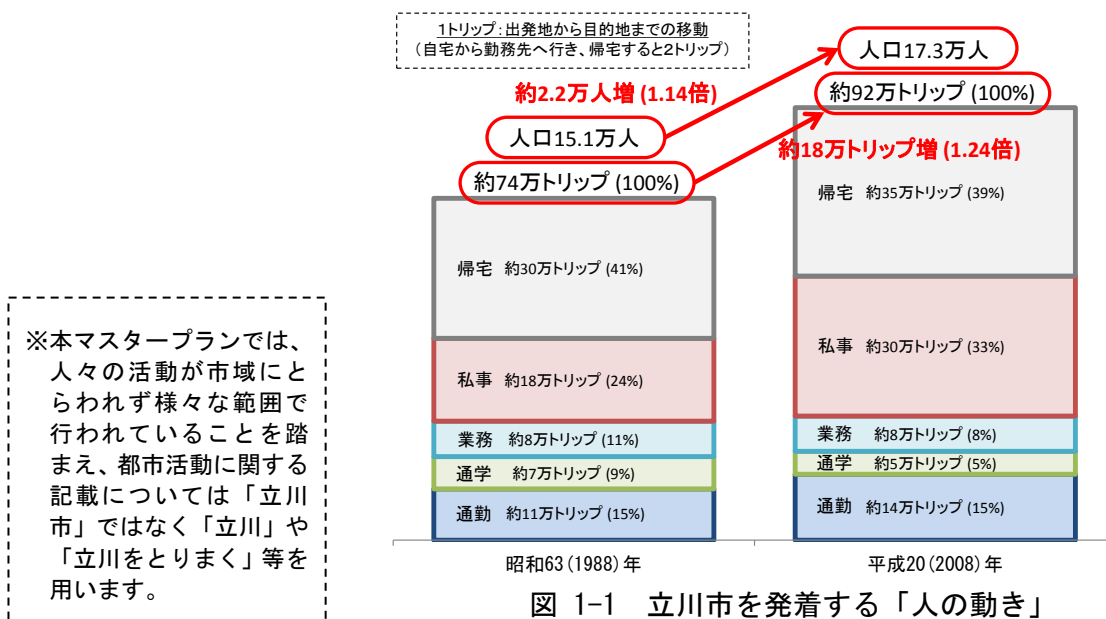 1トリップ:出発地から目的地までの移動
(自宅から勤務先へ行き、帰宅すると2トリップ)
人口17.3万人
約2.2万人増 (1.14倍)
約92万トリップ (100%)
人口15.1万人
約18万トリップ増 (1.24倍)
約74万トリップ (100%)
帰宅 約30万トリップ (41%)
私事 約18万トリップ (24%)
業務 約8万トリップ (11%)
通学 約7万トリップ (9%)
通勤 約11万トリップ (15%)
帰宅 約35万トリップ (39%)
私事 約30万トリップ (33%)
業務 約8万トリップ (8%)
通学 約5万トリップ (5%)
通勤 約14万トリップ (15%)
昭和63(1988)年
平成20(2008)年
※本マスタープランでは、
人々の活動が市域にと
らわれず様々な範囲で
行われていることを踏
まえ、都市活動に関する
記載については「立川
市」ではなく「立川」や
「立川をとりまく」等を
用います。
図 1-1 立川市を発着する「人の動き」